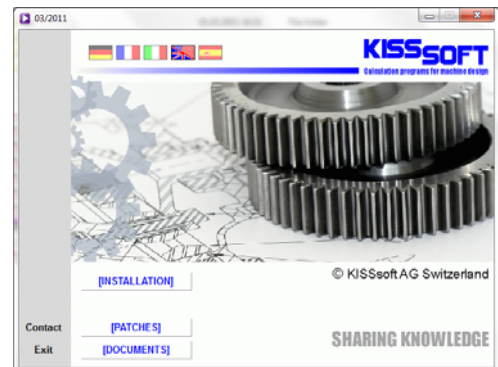 03/2011
KISSSOFT
Calculation programs for machine design
[INSTALLATION]
© KISSsoft AG Switzerland
Contact
[PATCHES]
SHARING KNOWLEDGE
Exit
[DOCUMENTS]